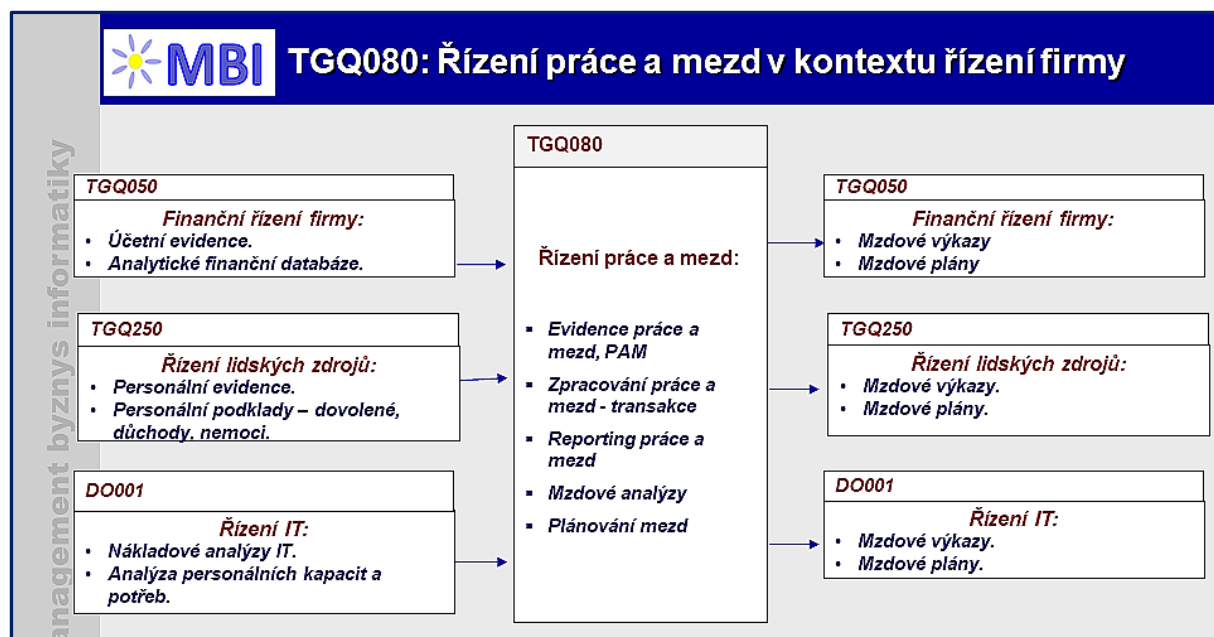 MBI
TGQ080: Řízení práce a mezd v kontextu řízení firmy
anagement byznys informatiky
TGQ050
Finanční řízení firmy:
• Účetní evidence.
• Analytické finanční databáze.
TGQ250
Řízení lidských zdrojů:
• Personální evidence.
• Personální podklady – dovolené,
důchody, nemoci.
DO001
Řízení IT:
• Nákladové analýzy IT.
• Analýza personálních kapacit a
potřeb.
TGQ080
Řízení práce a mezd:
▪ Evidence práce a
mezd, PAM
▪ Zpracování práce a
mezd - transakce
▪ Reporting práce a
mezd
▪ Mzdové analýzy
▪ Plánování mezd
TGQ050
Finanční řízení firmy:
• Mzdové výkazy
• Mzdové plány
TGQ250
Řízení lidských zdrojů:
• Mzdové výkazy.
• Mzdové plány.
DO001
Řízení IT:
• Mzdové výkazy.
• Mzdové plány.